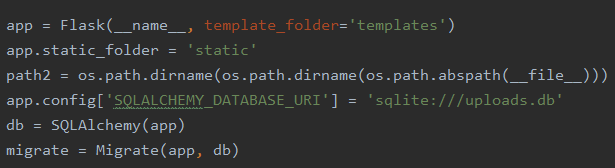 app = Flask(__name__, template_folder='templates')
app.static_folder = 'static'
path2 = os.path.dirname(os.path.dirname(os.path.abspath(__file__)))
app.config['SQLALCHEMY_DATABASE_URI'] = 'sqlite:///uploads.db'
db = SQLAlchemy(app)
migrate = Migrate(app, db)